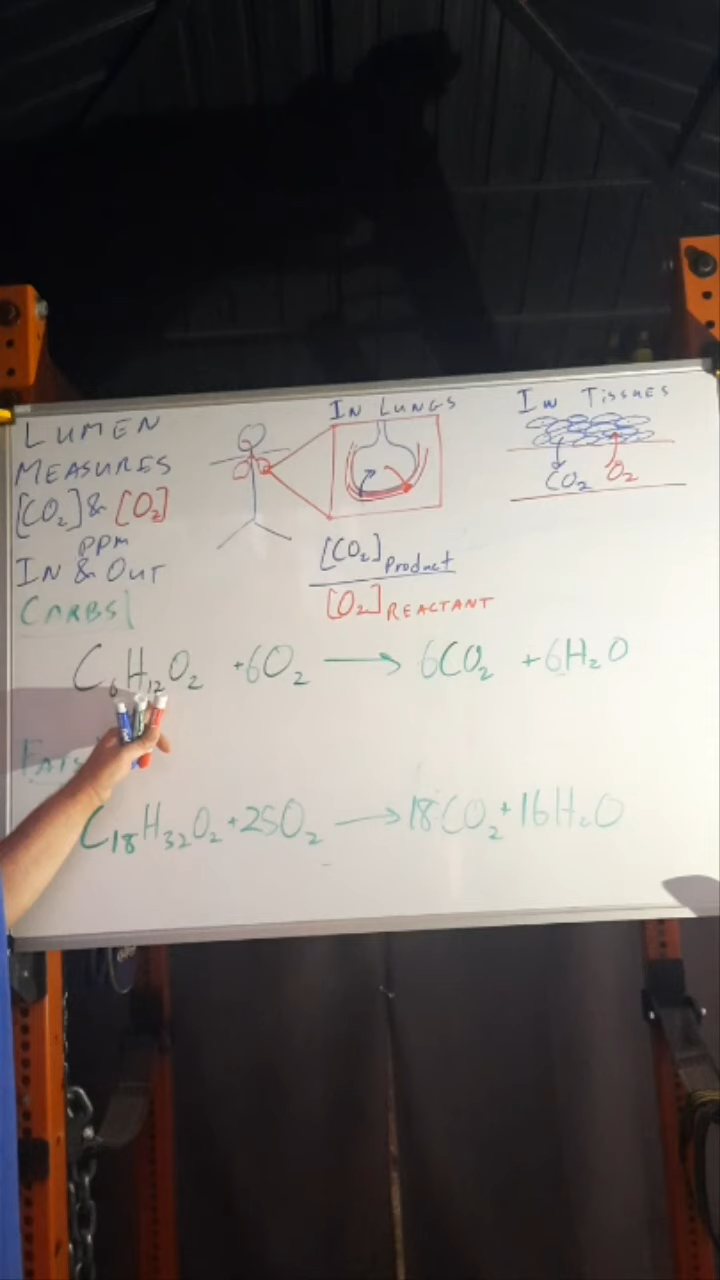 LUMEN
MEASURES
[CO₂] & [O₂]
PPM
IN & OUT
IN LUNGS
IN TISSUES
CO₂ O₂
[CO₂] Product
[O₂] REACTANT
CARBS
C₆H₁₂O₂ +6O₂ → 6CO₂ +6H₂O
FATS
C₁₈H₃₂O₂ + 25O₂ → 18CO₂ + 16H₂O